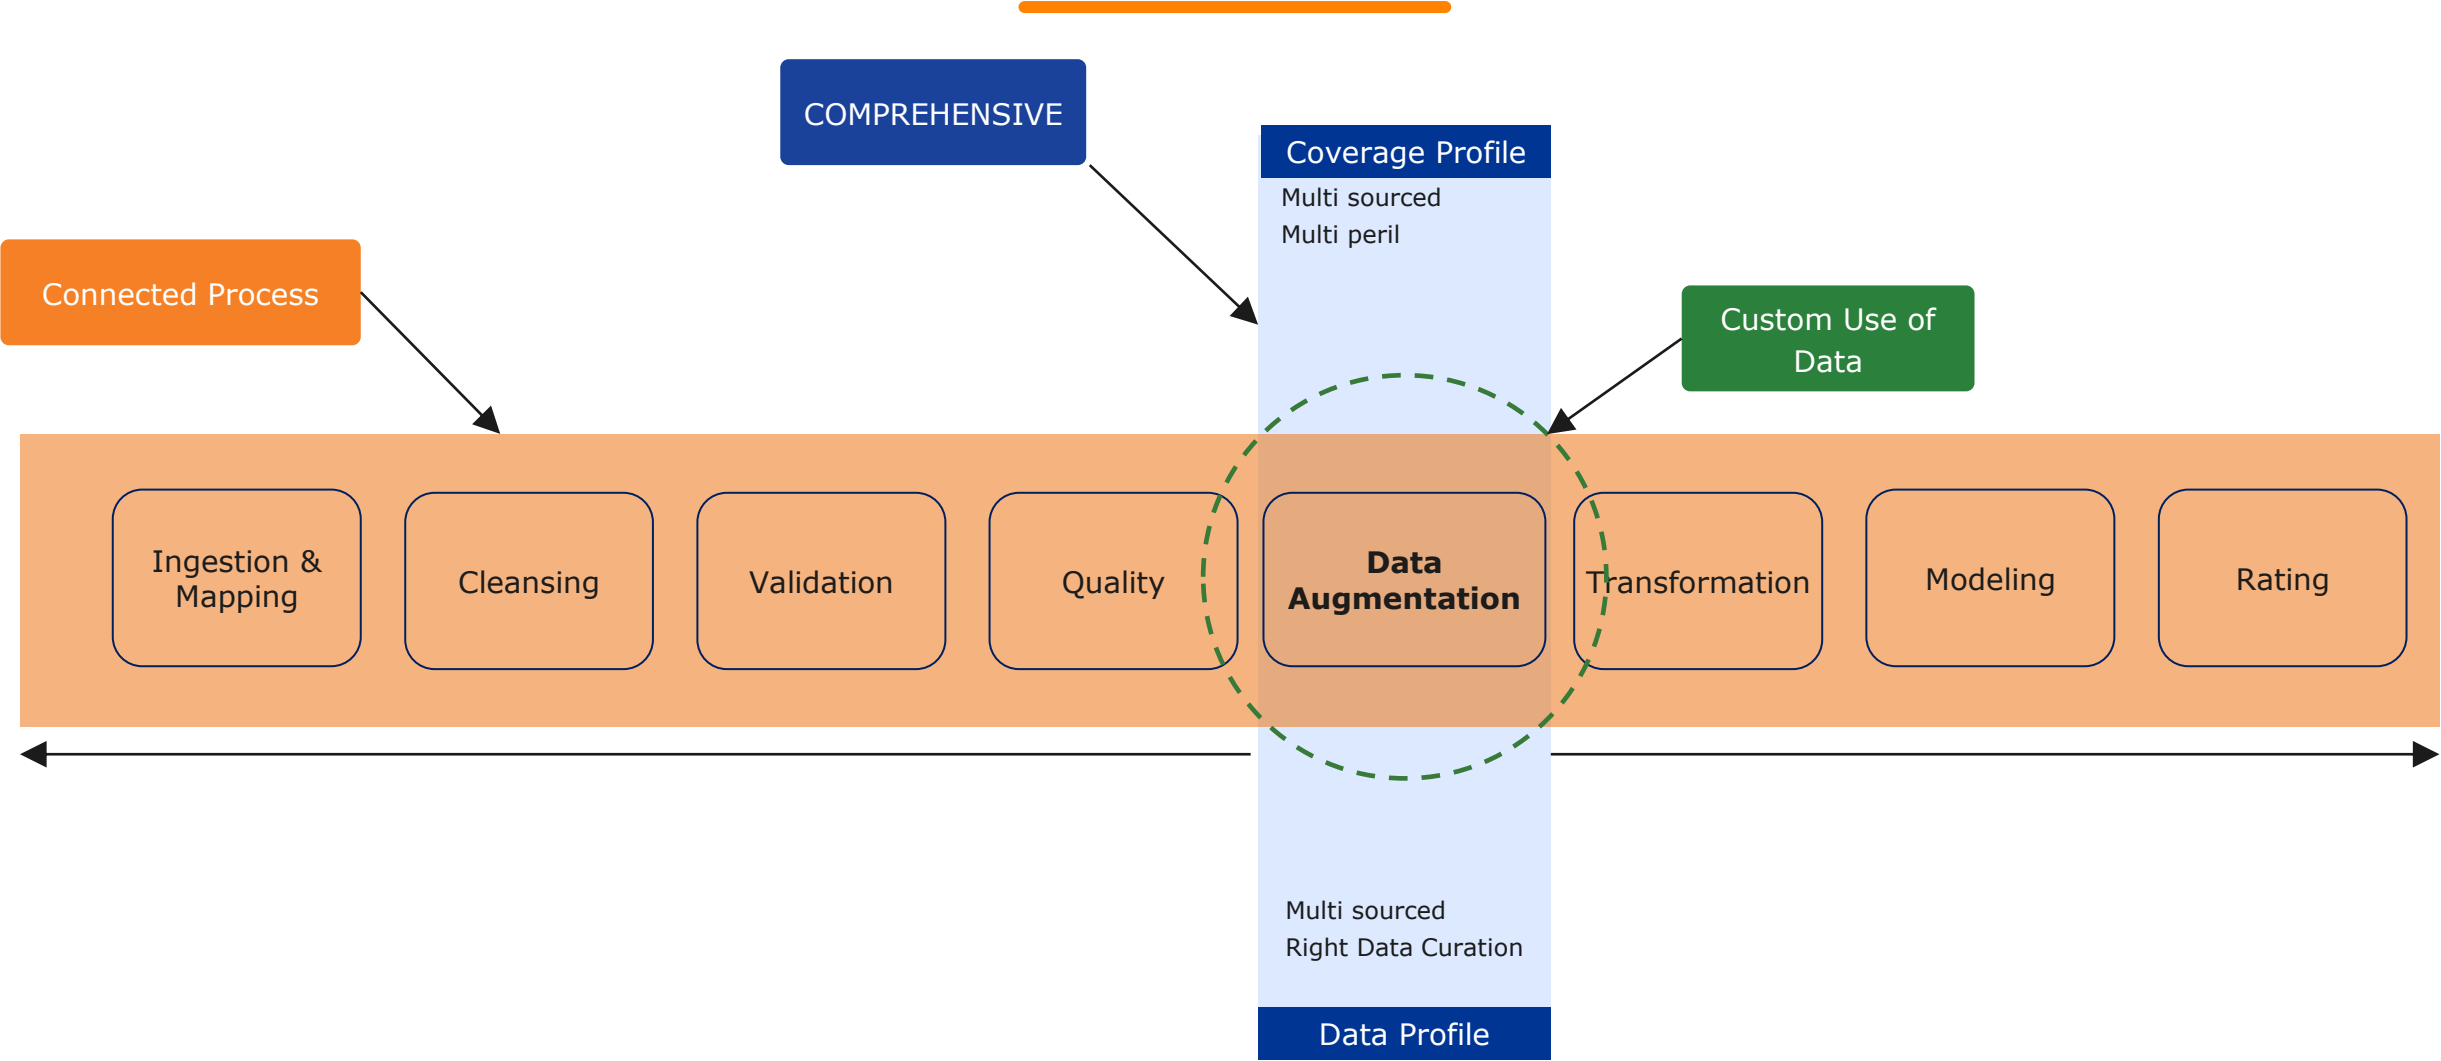 COMPREHENSIVE
Coverage Profile
Multi sourced
Multi peril
Connected Process
Custom Use of
Data
Ingestion &
Mapping
Cleansing
Validation
Quality
Data
Augmentation
Transformation
Modeling
Rating
Multi sourced
Right Data Curation
Data Profile